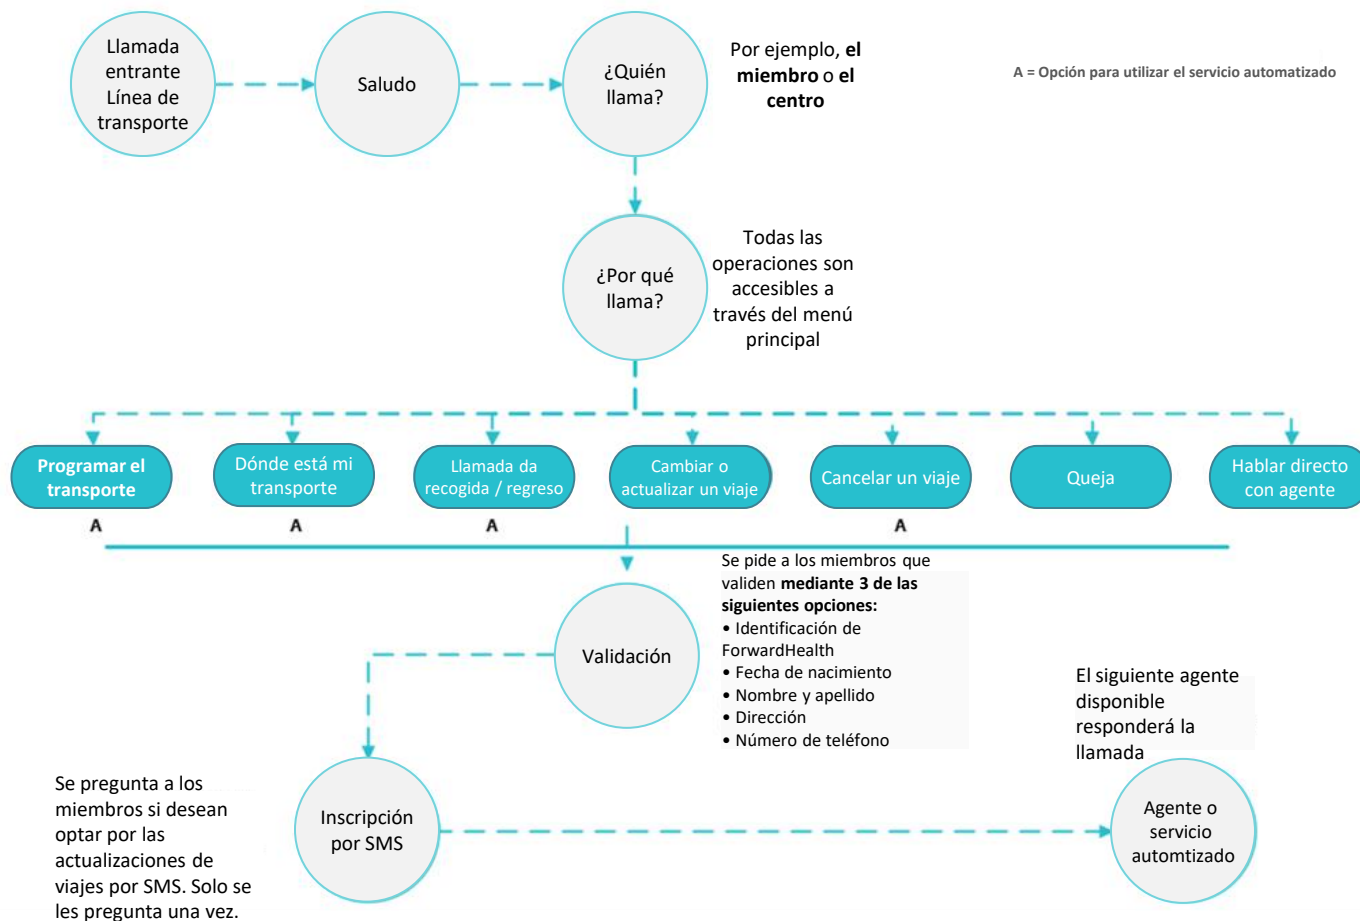 Llamada
entrante
Línea de
transporte
Saludo
¿Quién
llama?
Por ejemplo, el
miembro o el
centro
A = Opción para utilizar el servicio automatizado
¿Por qué
llama?
Todas las
operaciones son
accesibles a
través del menú
principal
Programar el
transporte
Dónde está mi
transporte
Llamada da
recogida / regreso
Cambiar o
actualizar un viaje
Cancelar un viaje
Queja
Hablar directo
con agente
A
A
A
A
Validación
Se pide a los miembros que
validen mediante 3 de las
siguientes opciones:
• Identificación de
ForwardHealth
• Fecha de nacimiento
• Nombre y apellido
• Dirección
• Número de teléfono
El siguiente agente
disponible
responderá la
llamada
Se pregunta a los
miembros si desean
optar por las
actualizaciones de
viajes por SMS. Solo se
les pregunta una vez.
Inscripción
por SMS
Agente o
servicio
automtizado